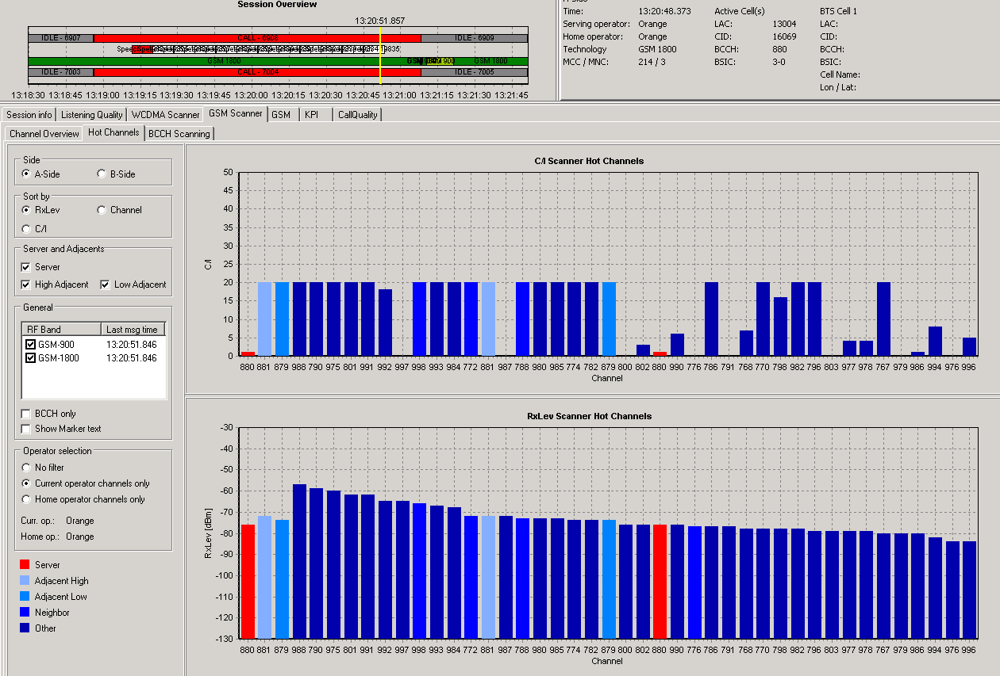 Session Overview
13:20:51.857
IDLE - 6907 CALL - 6908 IDLE - 6909
GSM 1800 GSM 1800
IDLE - 7003 CALL - 7004 IDLE - 7005
13:18:30 13:18:45 13:19:00 13:19:15 13:19:30 13:19:45 13:20:00 13:20:15 13:20:30 13:20:45 13:21:00 13:21:15 13:21:30 13:21:45
Time: 13:20:48.373 Active Cell(s) BTS Cell 1
Serving operator: Orange LAC: 13004 LAC:
Home operator: Orange CID: 16069 CID:
Technology GSM 1800 BCCH: 880 BCCH:
MCC / MNC: 214 / 3 BSIC: 3-0 BSIC:
Cell Name:
Lon / Lat:
Session info Listening Quality WCDMA Scanner GSM Scanner GSM KPI CallQuality
Channel Overview Hot Channels BCCH Scanning
Side
A-Side B-Side
Sort by
RxLev Channel
C/I
Server and Adjacents
Server
High Adjacent Low Adjacent
General
RF Band Last msg time
GSM-900 13:20:51.846
GSM-1800 13:20:51.846
BCCH only
Show Marker text
Operator selection
No filter
Current operator channels only
Home operator channels only
Curr. op.: Orange
Home op.: Orange
Server
Adjacent High
Adjacent Low
Neighbor
Other
C/I Scanner Hot Channels
50
45
40
35
30
25
20
15
10
5
0
C/I
880 881 879 988 790 975 801 991 992 997 998 993 984 772 881 987 788 980 985 774 782 879 800 802 880 990 776 786 791 768 770 798 782 796 803 977 978 767 979 986 994 976 996
Channel
RxLev Scanner Hot Channels
-30
-40
-50
-60
-70
-80
-90
-100
-110
-120
-130
RxLev [dBm]
880 881 879 988 790 975 801 991 992 997 998 993 984 772 881 987 788 980 985 774 782 879 800 802 880 990 776 786 791 768 770 798 782 796 803 977 978 767 979 986 994 976 996
Channel